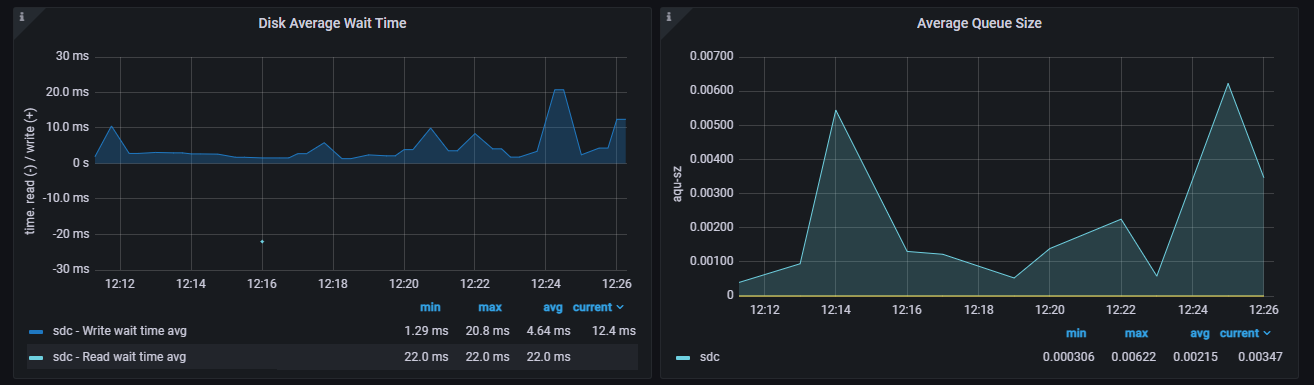 i
Disk Average Wait Time
time. read (-) / write (+)
30 ms
20.0 ms
10.0 ms
0 s
-10.0 ms
-20 ms
-30 ms
12:12 12:14 12:16 12:18 12:20 12:22 12:24 12:26
min max avg current
sdc - Write wait time avg 1.29 ms 20.8 ms 4.64 ms 12.4 ms
sdc - Read wait time avg 22.0 ms 22.0 ms 22.0 ms
i
Average Queue Size
aqu-sz
0.00700
0.00600
0.00500
0.00400
0.00300
0.00200
0.00100
0
12:12 12:14 12:16 12:18 12:20 12:22 12:24 12:26
min max avg current
sdc 0.000306 0.00622 0.00215 0.00347